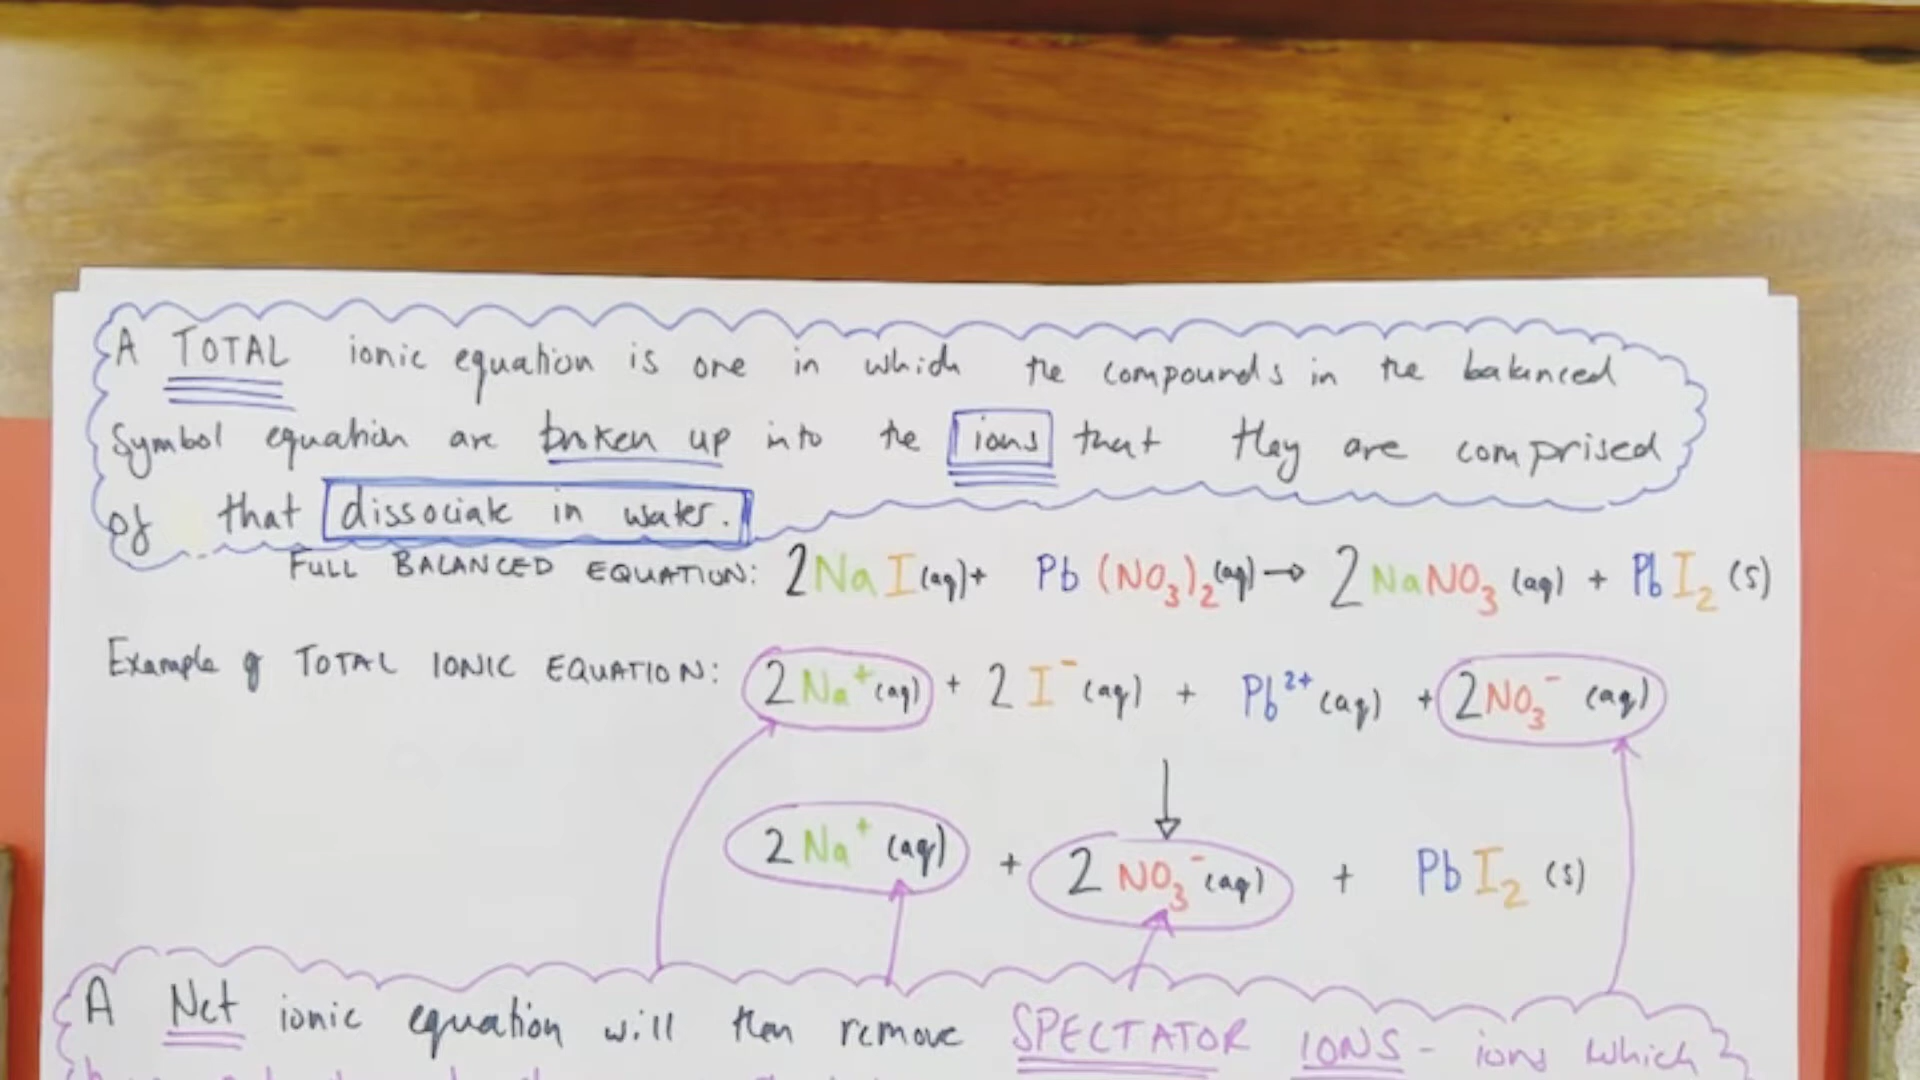 A TOTAL ionic equation is one in which the compounds in the balanced
symbol equation are broken up into the ions that they are comprised
of that dissociate in water.
FULL BALANCED EQUATION: 2NaI(aq) + Pb(NO₃)₂(aq) → 2NaNO₃(aq) + PbI₂(s)
Example of TOTAL IONIC EQUATION: 2Na⁺(aq) + 2I⁻(aq) + Pb²⁺(aq) + 2NO₃⁻(aq)
↓
2Na⁺(aq) + 2NO₃⁻(aq) + PbI₂(s)
A Net ionic equation will then remove SPECTATOR IONS - ions which